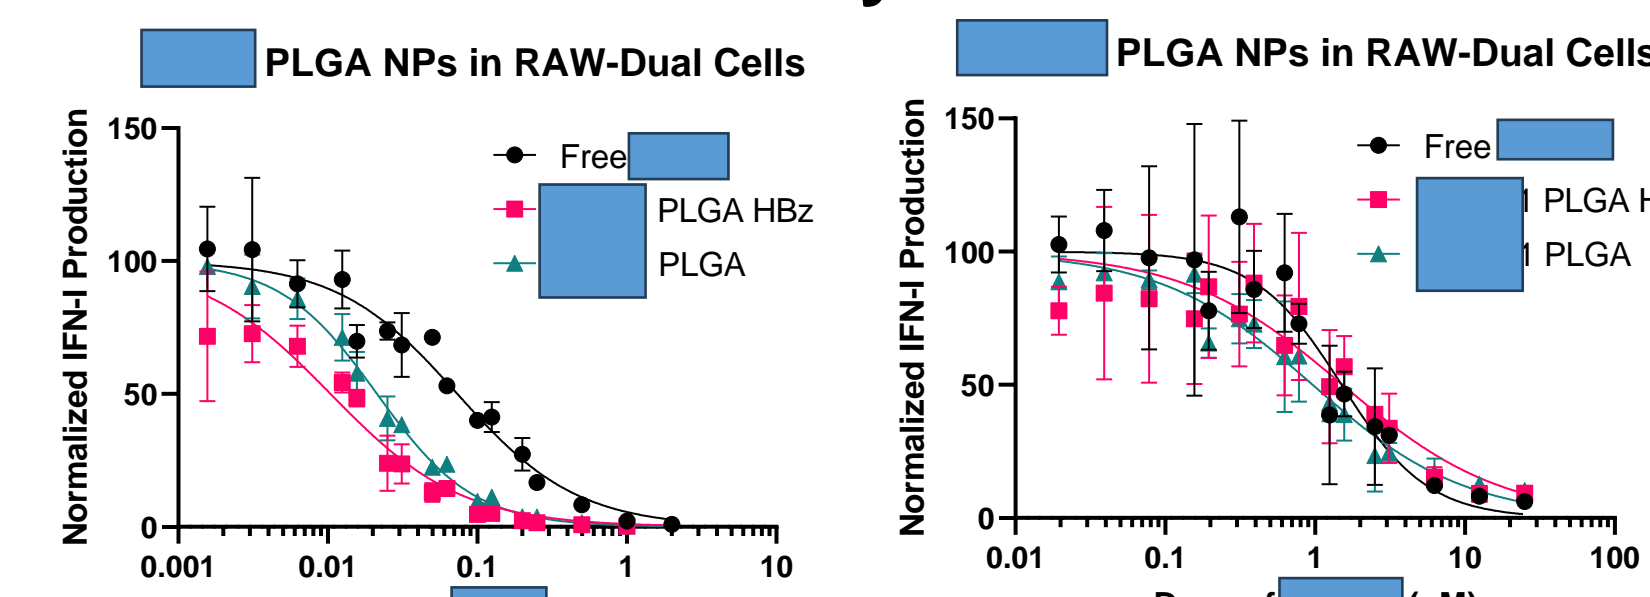 PLGA NPs in RAW-Dual Cells
Normalized IFN-I Production
150
100
50
0
0.001
0.01
0.1
1
10
Free
PLGA HBz
PLGA
PLGA NPs in RAW-Dual Cells
Normalized IFN-I Production
150
100
50
0
0.01
0.1
1
10
100
Free
1 PLGA H
1 PLGA